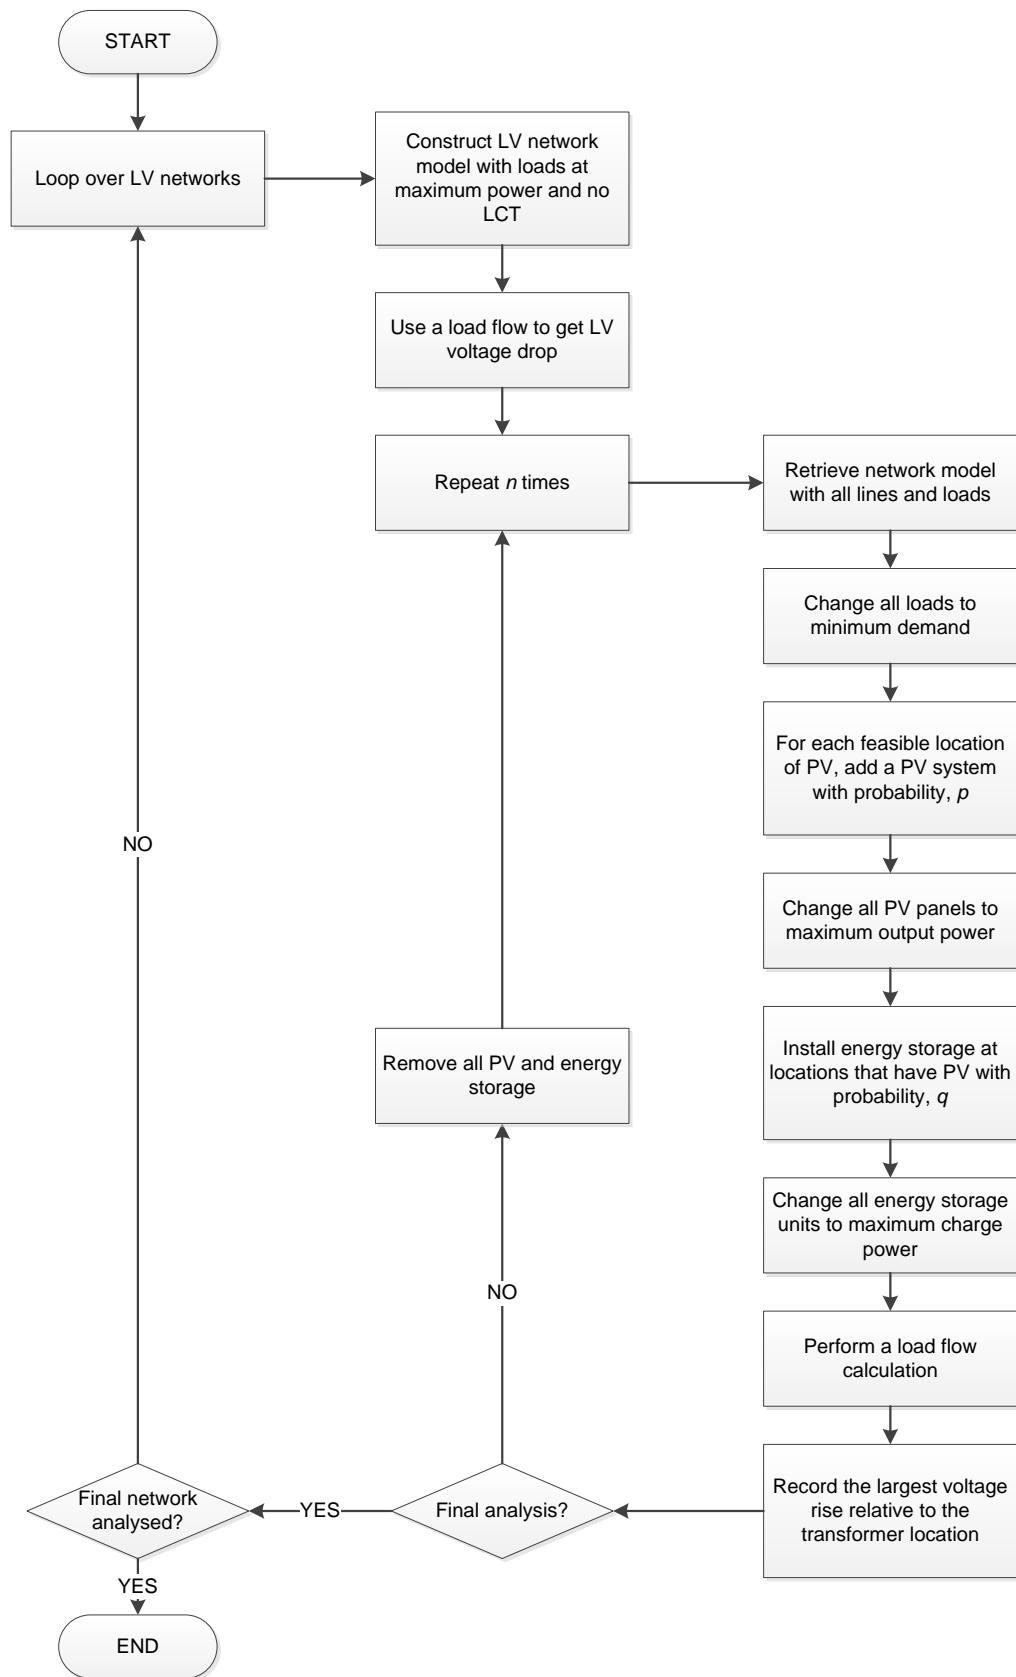 START
Loop over LV networks
Construct LV network
model with loads at
maximum power and no
LCT
Use a load flow to get LV
voltage drop
Repeat n times
Retrieve network model
with all lines and loads
Change all loads to
minimum demand
For each feasible location
of PV, add a PV system
with probability, p
Change all PV panels to
maximum output power
Install energy storage at
locations that have PV with
probability, q
Change all energy storage
units to maximum charge
power
Perform a load flow
calculation
Record the largest voltage
rise relative to the
transformer location
Final analysis?
NO
Remove all PV and energy
storage
YES
Final network
analysed?
NO
YES
END